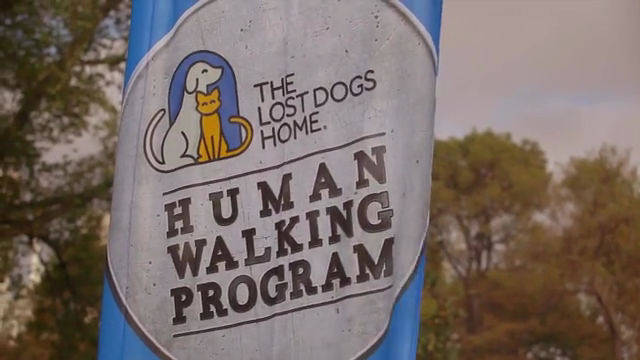 THE
LOST DOGS
HOME.
HUMAN
WALKING
PROGRAM